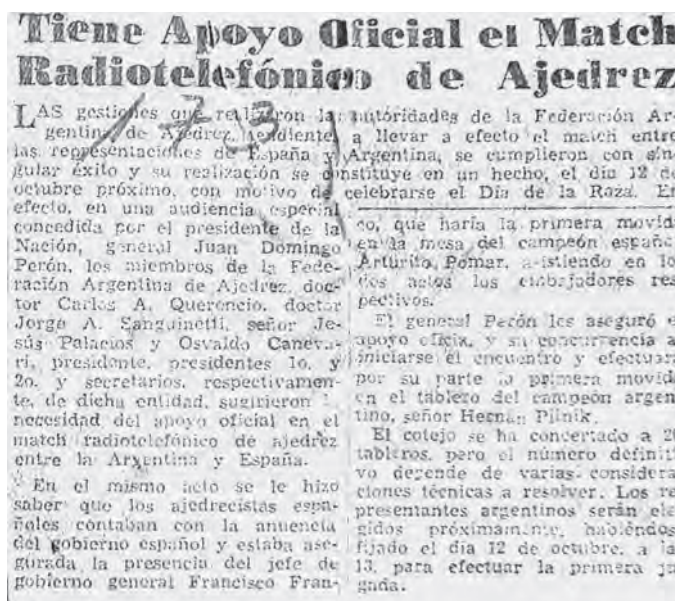 Tiene Apoyo Oficial el Match
Radiotelefónico de Ajedrez
LAS gestiones que realizaron las autoridades de la Federación Ar-
gentina de Ajedrez, tendiente a llevar a efecto el match entre
las representaciones de España y Argentina, se cumplieron con sin-
gular éxito y su realización se constituye en un hecho, el día 12 de
octubre próximo, con motivo de celebrarse el Día de la Raza. En
efecto, en una audiencia especial
concedida por el presidente de la
Nación, general Juan Domingo
Perón, los miembros de la Fede-
ración Argentina de Ajedrez, doc-
tor Carlos A. Querencio, doctor
Jorge A. Sanguinetti, señor Je-
sús Palacios y Osvaldo Caneva-
ri, presidente, presidentes 1o. y
2o. y secretarios, respectivamen-
te, de dicha entidad, sugirieron
necesidad del apoyo oficial en el
match radiotelefónico de ajedrez
entre la Argentina y España.
En el mismo acto se le hizo
saber que los ajedrecistas espa-
ñoles contaban con la anuencia
del gobierno español y estaba ase-
gurada la presencia del jefe de
gobierno general Francisco Fran-
co, que haría la primera movid
en la mesa del campeón españo
Arturito Pomar, asistiendo en lo
dos actos los embajadores res
pectivos.
El general Perón les aseguró e
apoyo oficial y su concurrencia a
iniciarse el encuentro y efectuar
por su parte la primera movid
en el tablero del campeón argen
tino, señor Hernán Pilnik.
El cotejo se ha concertado a 20
tableros, pero el número definiti
vo depende de varias considera
ciones técnicas a resolver. Los re
presentantes argentinos serán ele
gidos próximamente, habiéndos
fijado el día 12 de octubre, a la
13, para efectuar la primera ju
gada.
1 2 3